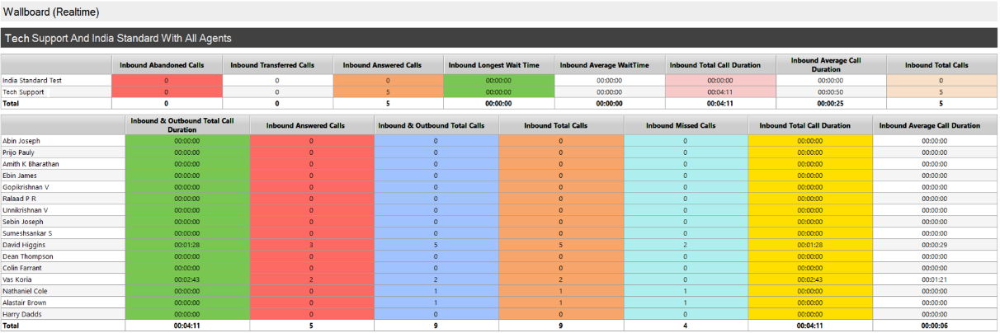 Wallboard (Realtime)
Tech Support And India Standard With All Agents
Inbound Abandoned Calls Inbound Transferred Calls Inbound Answered Calls Inbound Longest Wait Time Inbound Average WaitTime Inbound Total Call Duration Inbound Average Call Duration Inbound Total Calls
India Standard Test 0 0 0 00:00:00 00:00:00 00:00:00 00:00:00 0
Tech Support 0 0 5 00:00:00 00:00:00 00:04:11 00:00:50 5
Total 0 0 5 00:00:00 00:00:00 00:04:11 00:00:25 5
Inbound & Outbound Total Call Duration Inbound Answered Calls Inbound & Outbound Total Calls Inbound Total Calls Inbound Missed Calls Inbound Total Call Duration Inbound Average Call Duration
Abin Joseph 00:00:00 0 0 0 0 00:00:00 00:00:00
Prijo Pauly 00:00:00 0 0 0 0 00:00:00 00:00:00
Amith K Bharathan 00:00:00 0 0 0 0 00:00:00 00:00:00
Ebin James 00:00:00 0 0 0 0 00:00:00 00:00:00
Gopikrishnan V 00:00:00 0 0 0 0 00:00:00 00:00:00
Ralaad P R 00:00:00 0 0 0 0 00:00:00 00:00:00
Unnikrishnan V 00:00:00 0 0 0 0 00:00:00 00:00:00
Sebin Joseph 00:00:00 0 0 0 0 00:00:00 00:00:00
Sumeshsankar S 00:00:00 0 0 0 0 00:00:00 00:00:00
David Higgins 00:01:28 3 5 5 2 00:01:28 00:00:29
Dean Thompson 00:00:00 0 0 0 0 00:00:00 00:00:00
Colin Farrant 00:00:00 0 0 0 0 00:00:00 00:00:00
Vas Koria 00:02:43 2 2 2 0 00:02:43 00:01:21
Nathaniel Cole 00:00:00 0 1 1 1 00:00:00 00:00:00
Alastair Brown 00:00:00 0 1 1 1 00:00:00 00:00:00
Harry Dadds 00:00:00 0 0 0 0 00:00:00 00:00:00
Total 00:04:11 5 9 9 4 00:04:11 00:00:06